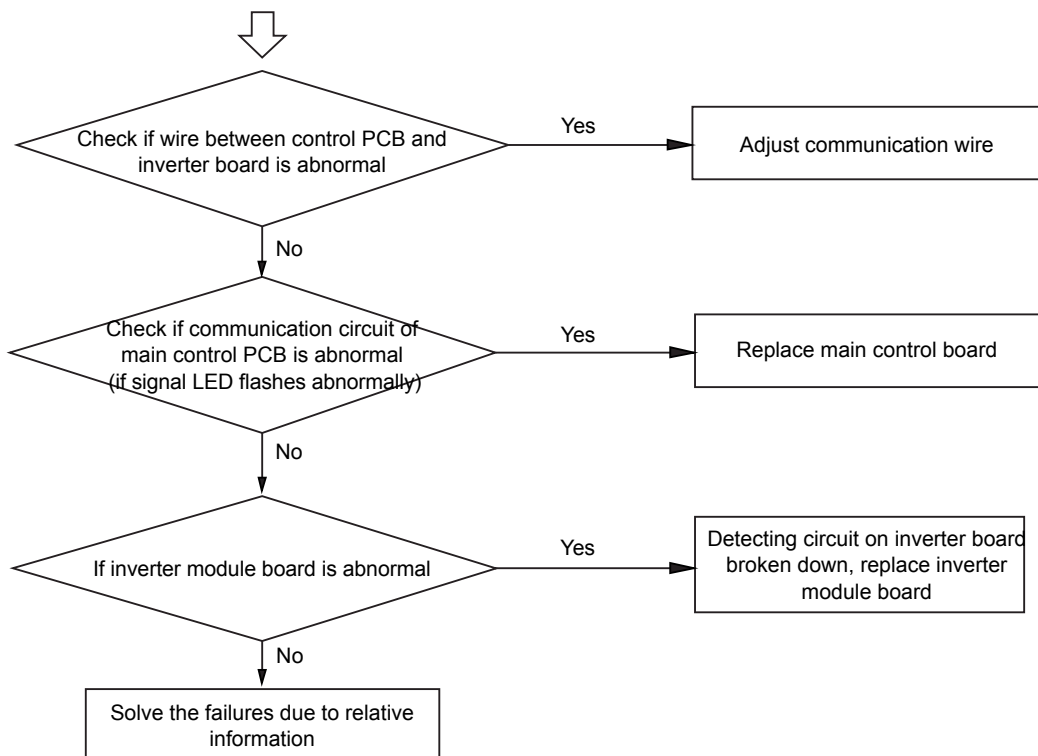 Check if wire between control PCB and
inverter board is abnormal
Yes
Adjust communication wire
No
Check if communication circuit of
main control PCB is abnormal
(if signal LED flashes abnormally)
Yes
Replace main control board
No
If inverter module board is abnormal
Yes
Detecting circuit on inverter board
broken down, replace inverter
module board
No
Solve the failures due to relative
information